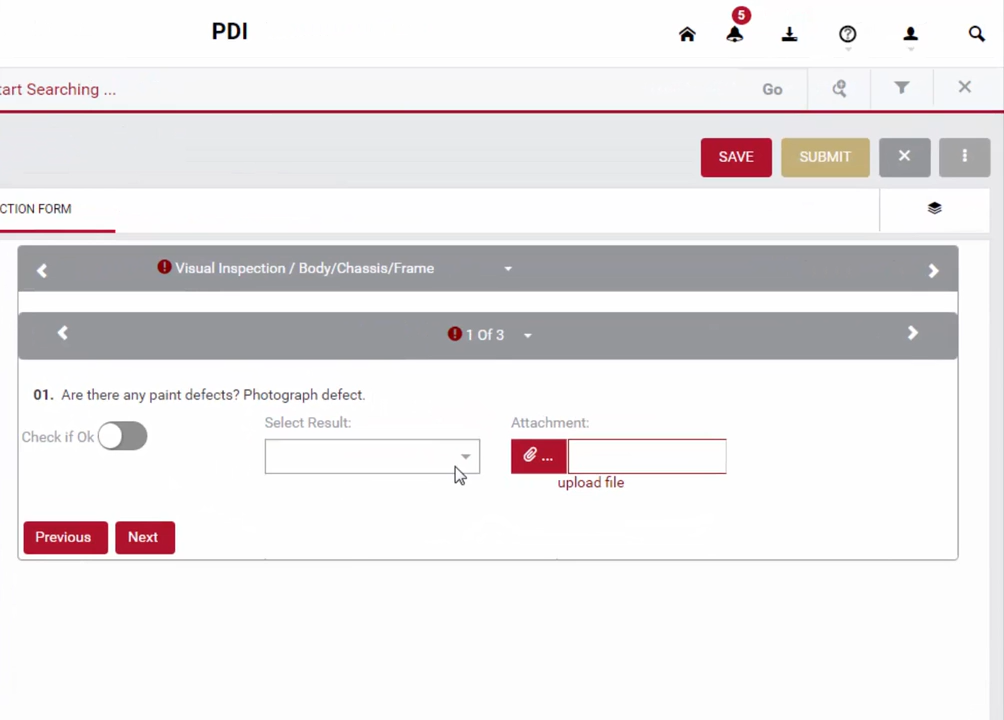 PDI
5
tart Searching ...
Go
SAVE
SUBMIT
CTION FORM
Visual Inspection / Body/Chassis/Frame
1 Of 3
01. Are there any paint defects? Photograph defect.
Check if Ok
Select Result:
Attachment:
...
upload file
Previous
Next